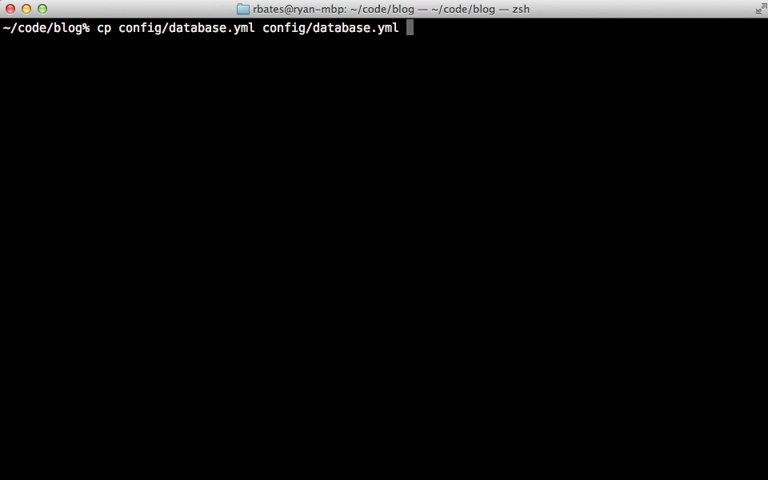 rbates@ryan-mbp: ~/code/blog — ~/code/blog — zsh
~/code/blog% cp config/database.yml config/database.yml